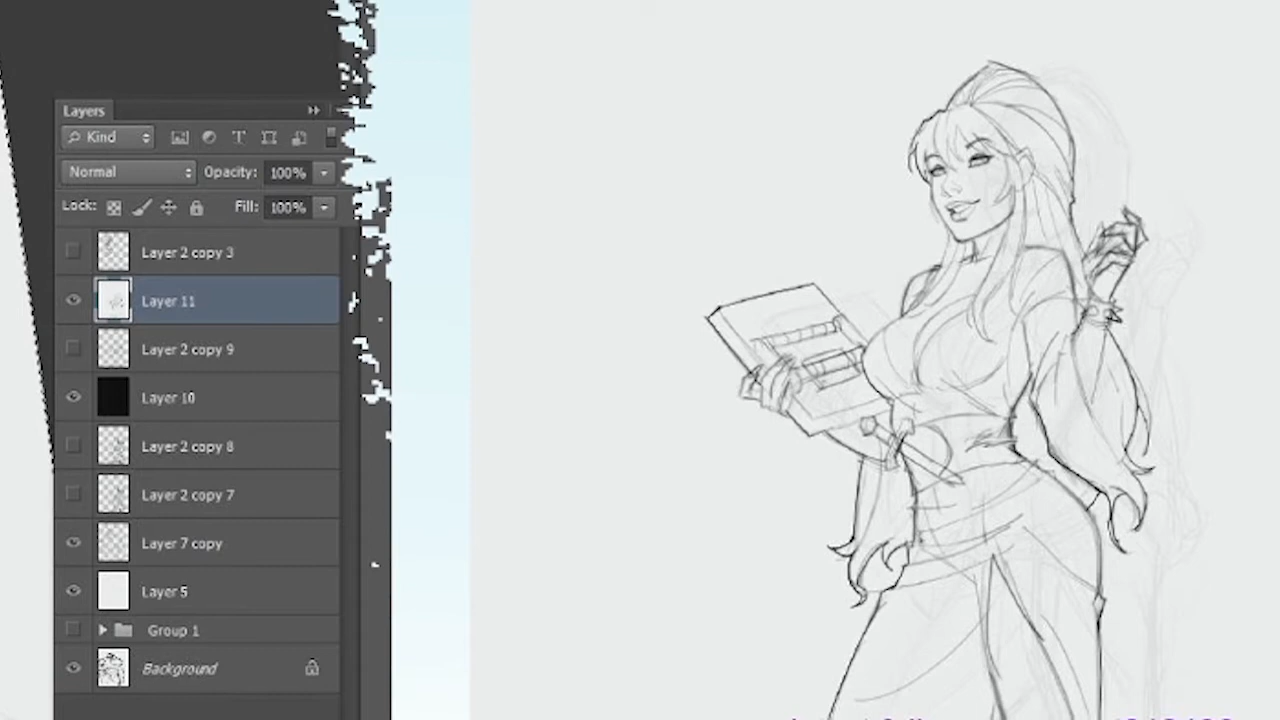 Layers
Kind
Normal
Opacity: 100%
Lock:
Fill: 100%
Layer 2 copy 3
Layer 11
Layer 2 copy 9
Layer 10
Layer 2 copy 8
Layer 2 copy 7
Layer 7 copy
Layer 5
Group 1
Background